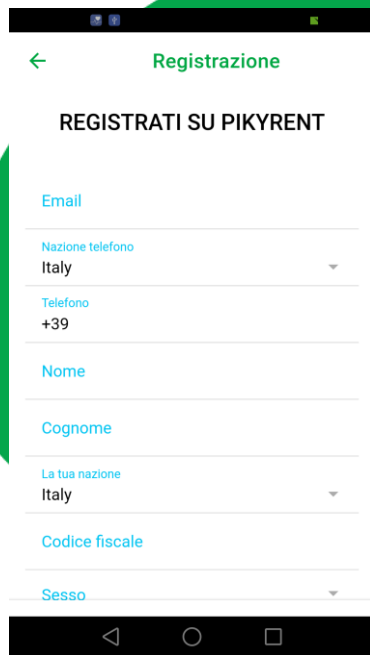 Registrazione
REGISTRATI SU PIKYRENT
Email
Nazione telefono
Italy
Telefono
+39
Nome
Cognome
La tua nazione
Italy
Codice fiscale
Sesso